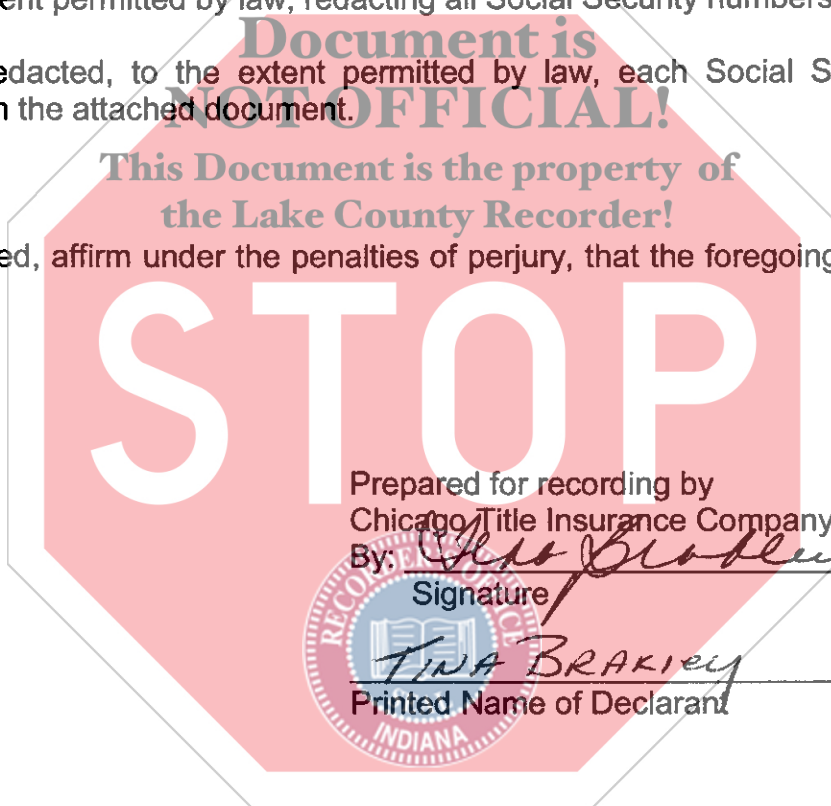 ent permitted by law, redacting all Social Security numbers
Document is
edacted, to the extent permitted by law, each Social S
n the attached document.
NOT OFFICIAL!
This Document is the property of
the Lake County Recorder!
ed, affirm under the penalties of perjury, that the foregoing
STOP
Prepared for recording by
Chicago Title Insurance Company
By:
Signature
TINA BRAKLEY
Printed Name of Declarant
RECORDER OFFICE
INDIANA